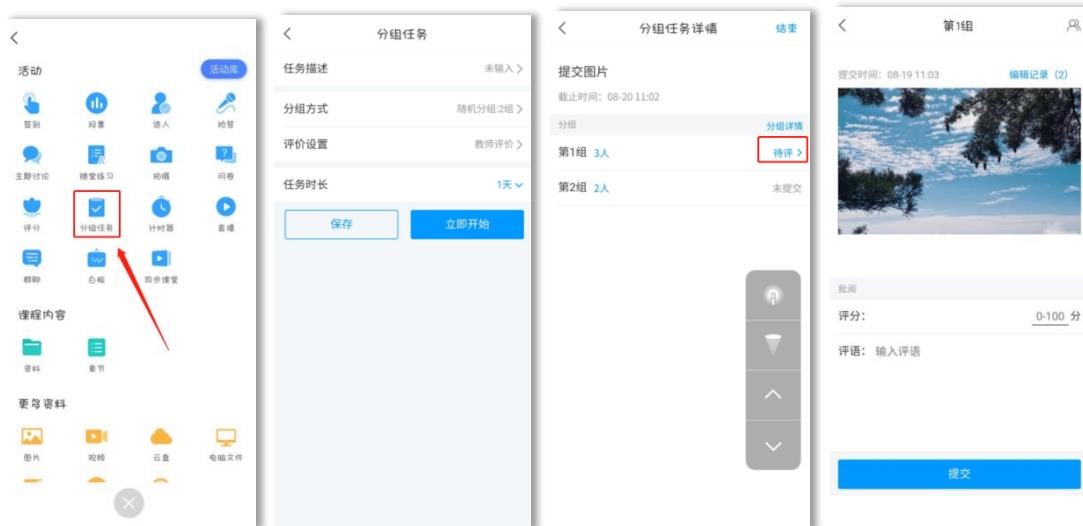 活动
活动库
签到
投票
选人
抢答
主题讨论
随堂练习
拍摄
问卷
评分
分组任务
计时器
直播
群聊
白板
同步课堂
课程内容
资料
章节
更多资料
图片
视频
云盘
电脑文件
分组任务
任务描述
未输入
分组方式
随机分组:2组
评价设置
教师评价
任务时长
1天
保存
立即开始
分组任务详情
结束
提交图片
截止时间：08-20 11:02
分组
分组详情
第1组 3人
待评
第2组 2人
未提交
第1组
提交时间：08-19 11:03
编辑记录（2）
批阅
评分：
0-100 分
评语： 输入评语
提交